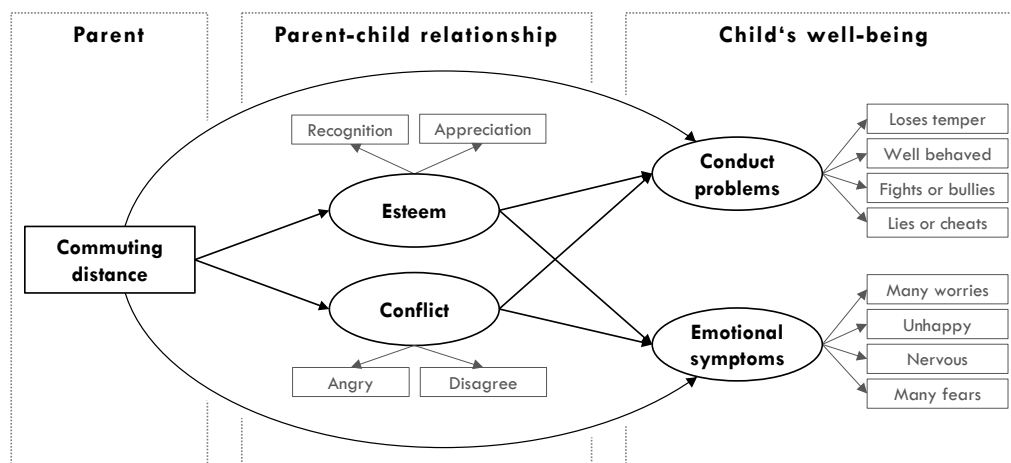 Parent
Parent-child relationship
Child‘s well-being
Recognition
Appreciation
Esteem
Commuting
distance
Conflict
Angry
Disagree
Conduct
problems
Loses temper
Well behaved
Fights or bullies
Lies or cheats
Emotional
symptoms
Many worries
Unhappy
Nervous
Many fears